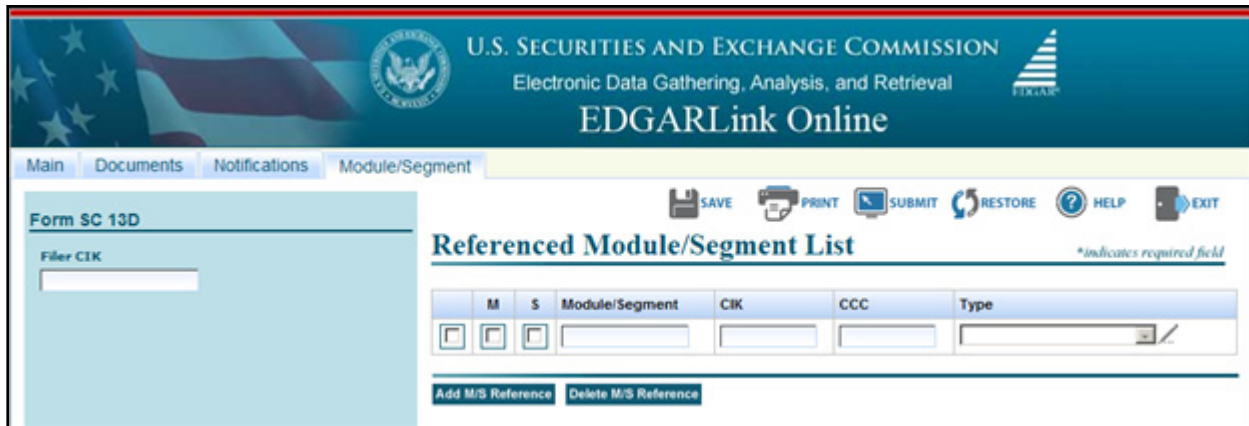 U.S. SECURITIES AND EXCHANGE COMMISSION
Electronic Data Gathering, Analysis, and Retrieval
EDGAR®
EDGARLink Online
Main Documents Notifications Module/Segment
SAVE PRINT SUBMIT RESTORE HELP EXIT
Form SC 13D
Filer CIK
Referenced Module/Segment List
*indicates required field
M S Module/Segment CIK CCC Type
Add M/S Reference Delete M/S Reference